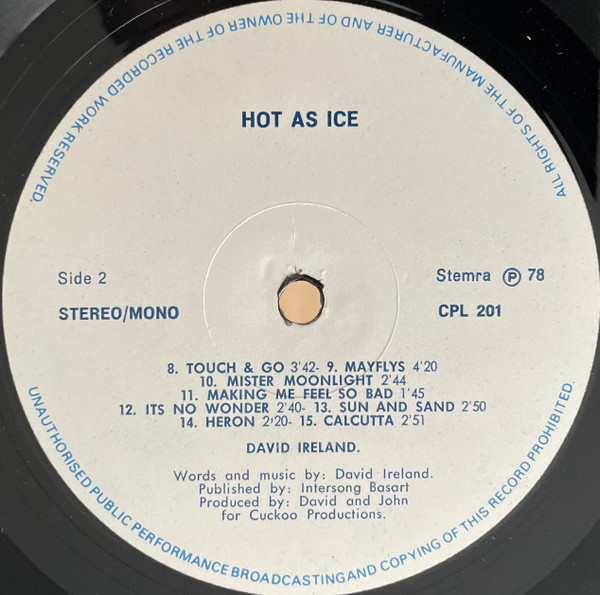 ALL RIGHTS OF THE MANUFACTURER AND OF THE OWNER OF THE RECORDED WORK RESERVED.
HOT AS ICE
Side 2
Stemra Ⓟ 78
STEREO/MONO
CPL 201
8. TOUCH & GO 3'42- 9. MAYFLYS 4'20
10. MISTER MOONLIGHT 2'44
11. MAKING ME FEEL SO BAD 1'45
12. ITS NO WONDER 2'40- 13. SUN AND SAND 2'50
14. HERON 2'20- 15. CALCUTTA 2'51
DAVID IRELAND.
Words and music by: David Ireland.
Published by: Intersong Basart
Produced by: David and John
for Cuckoo Productions.
UNAUTHORISED PUBLIC PERFORMANCE BROADCASTING AND COPYING OF THIS RECORD PROHIBITED.